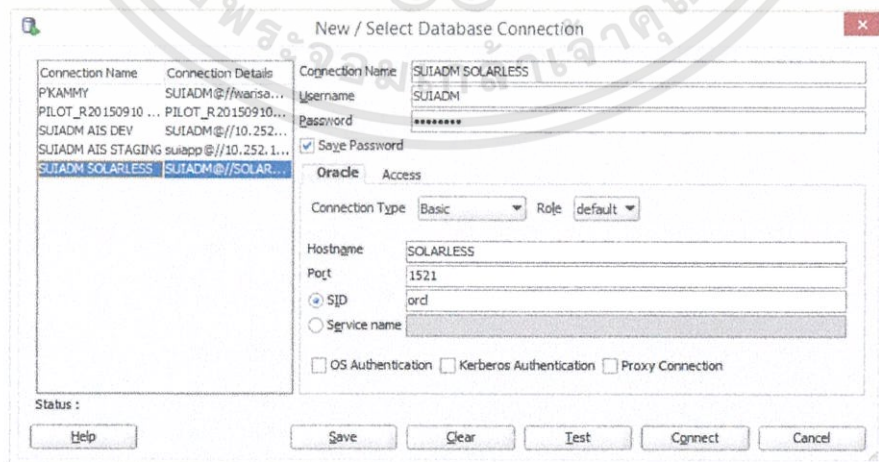 New / Select Database Connection
Connection Name Connection Details
P'KAMMY SUIADM@//warisa...
PILOT_R20150910 ... PILOT_R20150910...
SUIADM AIS DEV SUIADM@//10.252...
SUIADM AIS STAGING suiapp@//10.252.1...
SUIADM SOLARLESS SUIADM@//SOLAR...
Connection Name SUIADM SOLARLESS
Username SUIADM
Password ••••••••
Save Password
Oracle Access
Connection Type Basic Role default
Hostname SOLARLESS
Port 1521
SID orcl
Service name
OS Authentication Kerberos Authentication Proxy Connection
Status :
Help Save Clear Test Connect Cancel